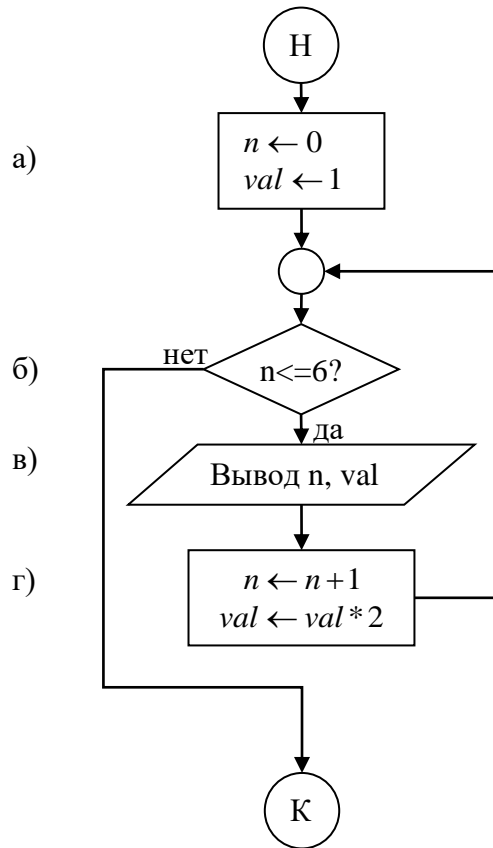 Н
а)
n ← 0
val ← 1
нет
б)
n<=6?
да
в)
Вывод n, val
г)
n ← n + 1
val ← val * 2
К